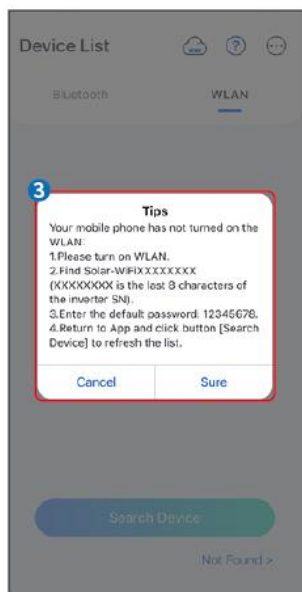 Device List
?
Bluetooth WLAN
3
Tips
Your mobile phone has not turned on the
WLAN:
1.Please turn on WLAN.
2.Find Solar-WiFiXXXXXXXX
(XXXXXXXX is the last 8 characters of
the inverter SN).
3.Enter the default password: 12345678.
4.Return to App and click button [Search
Device] to refresh the list.
Cancel Sure
Search Device
Not Found >